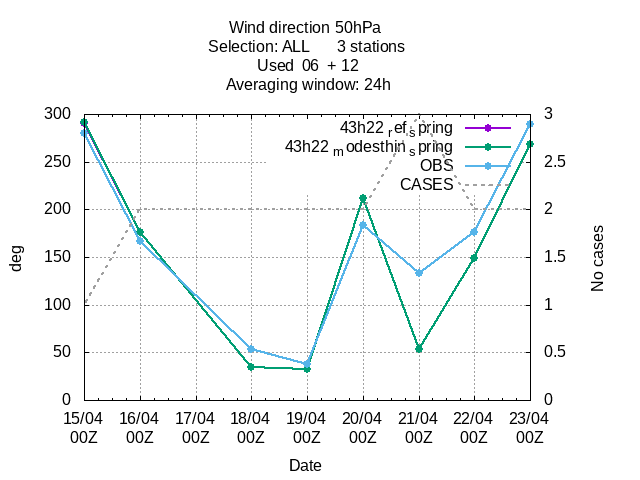 Wind direction 50hPa
Selection: ALL      3 stations
Used  06  + 12
Averaging window: 24h
43h22 refspring
43h22 modesthin spring
OBS
CASES
deg
No cases
300
250
200
150
100
50
0
3
2.5
2
1.5
1
0.5
0
15/04 16/04 17/04 18/04 19/04 20/04 21/04 22/04 23/04
00Z 00Z 00Z 00Z 00Z 00Z 00Z 00Z 00Z
Date